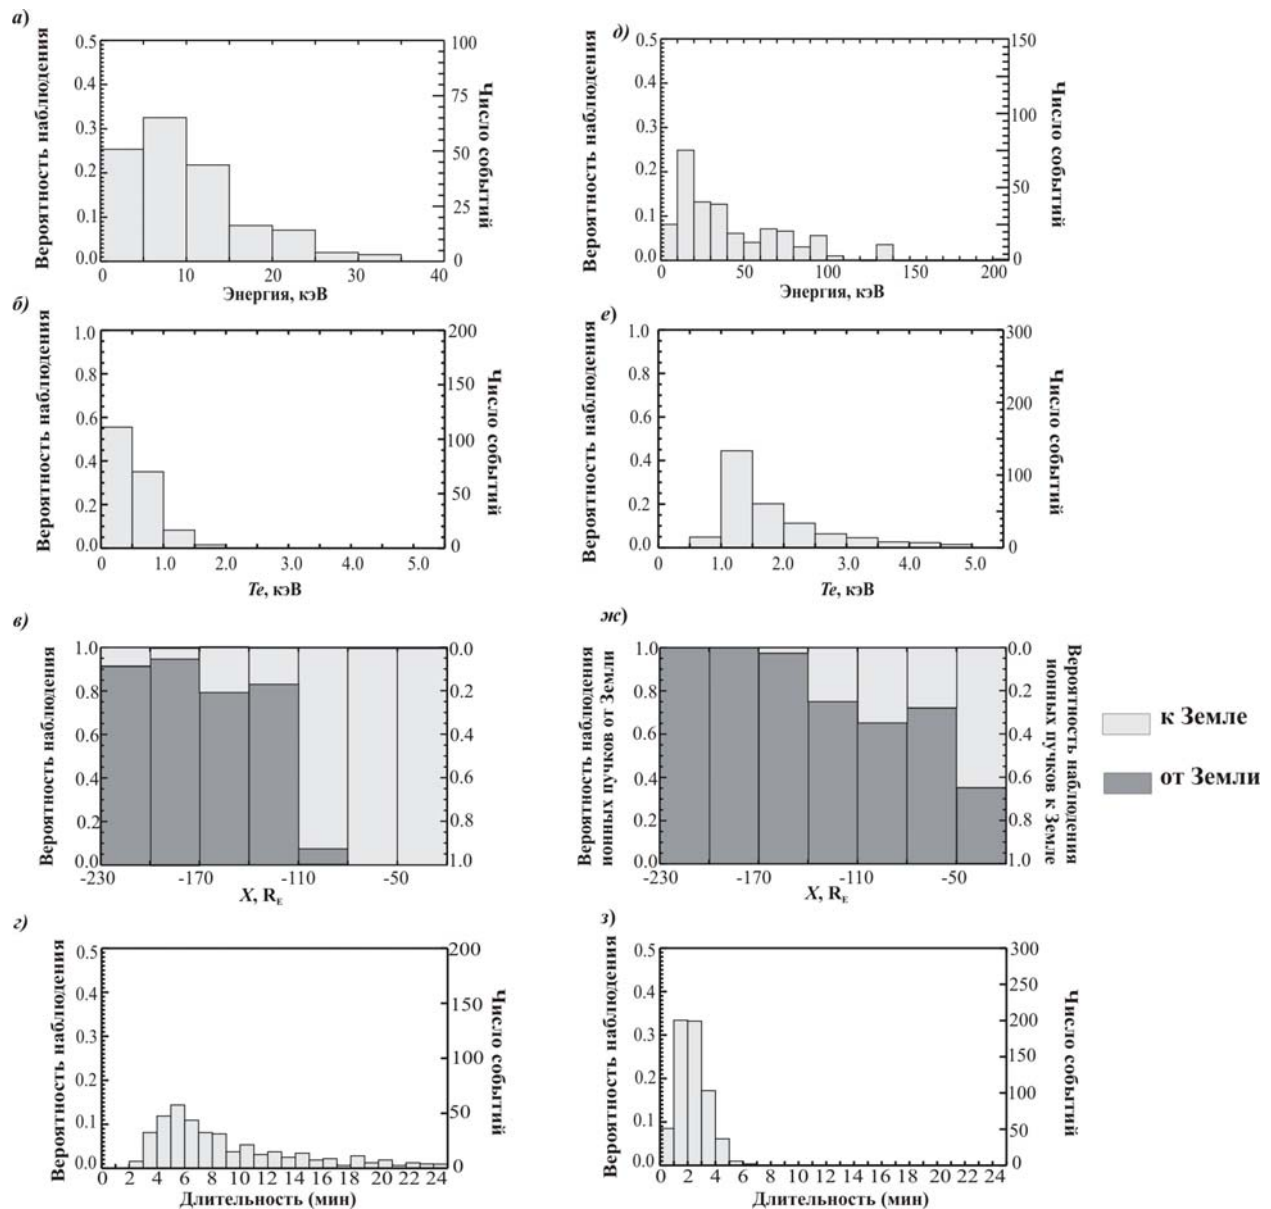 а)
Вероятность наблюдения
0.5
0.4
0.3
0.2
0.1
0.0
100
75
50
25
0
Число событий
0 10 20 30 40
Энергия, кэВ
д)
Вероятность наблюдения
0.5
0.4
0.3
0.2
0.1
0.0
150
100
50
0
Число событий
0 50 100 150 200
Энергия, кэВ
б)
Вероятность наблюдения
1.0
0.8
0.6
0.4
0.2
0.0
200
150
100
50
0
Число событий
0 1.0 2.0 3.0 4.0 5.0
Te, кэВ
е)
Вероятность наблюдения
1.0
0.8
0.6
0.4
0.2
0.0
300
200
100
0
Число событий
0 1.0 2.0 3.0 4.0 5.0
Te, кэВ
в)
Вероятность наблюдения
1.0
0.8
0.6
0.4
0.2
0.0
0.0
0.2
0.4
0.6
0.8
1.0
-230 -170 -110 -50
X, RE
ж)
Вероятность наблюдения
ионных пучков от Земли
1.0
0.8
0.6
0.4
0.2
0.0
0.0
0.2
0.4
0.6
0.8
1.0
Вероятность наблюдения
ионных пучков к Земле
-230 -170 -110 -50
X, RE
к Земле
от Земли
г)
Вероятность наблюдения
0.5
0.4
0.3
0.2
0.1
0.0
200
150
100
50
0
Число событий
0 2 4 6 8 10 12 14 16 18 20 22 24
Длительность (мин)
з)
Вероятность наблюдения
0.5
0.4
0.3
0.2
0.1
0.0
300
250
200
150
100
50
0
Число событий
0 2 4 6 8 10 12 14 16 18 20 22 24
Длительность (мин)